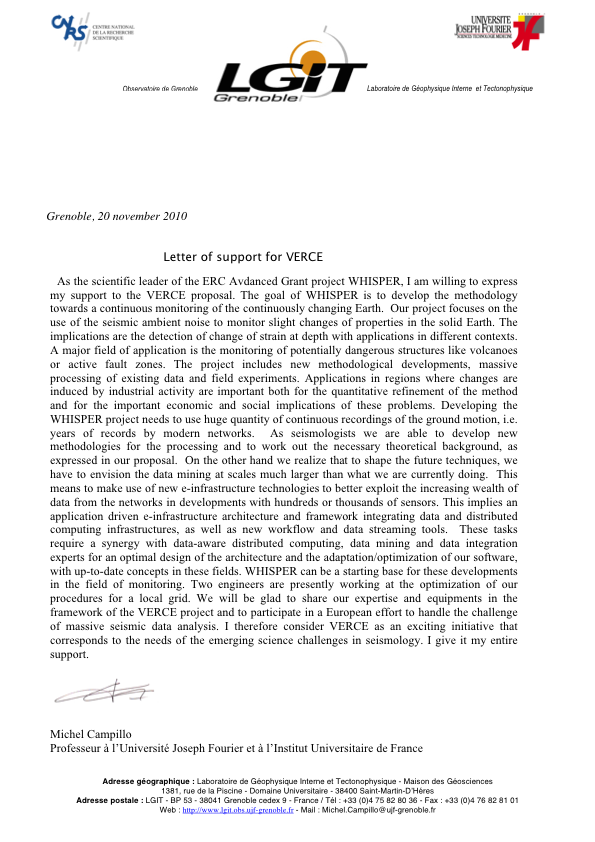 CNRS
CENTRE NATIONAL
DE LA RECHERCHE
SCIENTIFIQUE
UNIVERSITE
JOSEPH FOURIER
SCIENCES TECHNOLOGIE MEDECINE
LGIT
Grenoble
Observatoire de Grenoble
Laboratoire de Géophysique Interne et Tectonophysique
Grenoble, 20 november 2010
Letter of support for VERCE
As the scientific leader of the ERC Avdanced Grant project WHISPER, I am willing to express
my support to the VERCE proposal. The goal of WHISPER is to develop the methodology
towards a continuous monitoring of the continuously changing Earth. Our project focuses on the
use of the seismic ambient noise to monitor slight changes of properties in the solid Earth. The
implications are the detection of change of strain at depth with applications in different contexts.
A major field of application is the monitoring of potentially dangerous structures like volcanoes
or active fault zones. The project includes new methodological developments, massive
processing of existing data and field experiments. Applications in regions where changes are
induced by industrial activity are important both for the quantitative refinement of the method
and for the important economic and social implications of these problems. Developing the
WHISPER project needs to use huge quantity of continuous recordings of the ground motion, i.e.
years of records by modern networks. As seismologists we are able to develop new
methodologies for the processing and to work out the necessary theoretical background, as
expressed in our proposal. On the other hand we realize that to shape the future techniques, we
have to envision the data mining at scales much larger than what we are currently doing. This
means to make use of new e-infrastructure technologies to better exploit the increasing wealth of
data from the networks in developments with hundreds or thousands of sensors. This implies an
application driven e-infrastructure architecture and framework integrating data and distributed
computing infrastructures, as well as new workflow and data streaming tools. These tasks
require a synergy with data-aware distributed computing, data mining and data integration
experts for an optimal design of the architecture and the adaptation/optimization of our software,
with up-to-date concepts in these fields. WHISPER can be a starting base for these developments
in the field of monitoring. Two engineers are presently working at the optimization of our
procedures for a local grid. We will be glad to share our expertise and equipments in the
framework of the VERCE project and to participate in a European effort to handle the challenge
of massive seismic data analysis. I therefore consider VERCE as an exciting initiative that
corresponds to the needs of the emerging science challenges in seismology. I give it my entire
support.
Michel Campillo
Professeur à l'Université Joseph Fourier et à l'Institut Universitaire de France
Adresse géographique : Laboratoire de Géophysique Interne et Tectonophysique - Maison des Géosciences
1381, rue de la Piscine - Domaine Universitaire - 38400 Saint-Martin-D'Hères
Adresse postale : LGIT - BP 53 - 38041 Grenoble cedex 9 - France / Tél : +33 (0)4 75 82 80 36 - Fax : +33 (0)4 76 82 81 01
Web : http://www.lgit.obs.ujf-grenoble.fr - Mail : Michel.Campillo@ujf-grenoble.fr